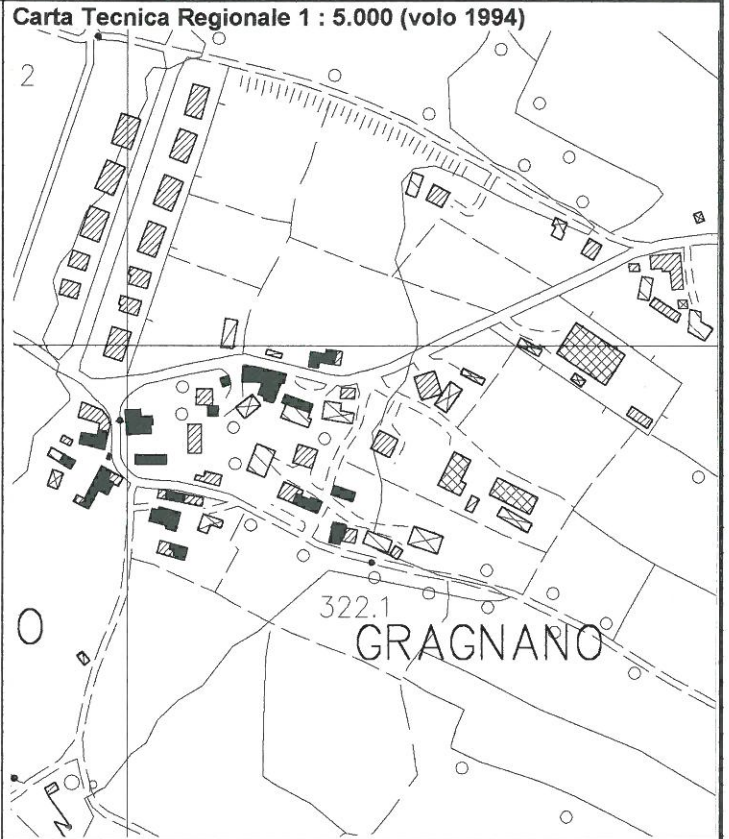 Carta Tecnica Regionale 1 : 5.000 (volo 1994)
2
322.1
O
GRAGNANO